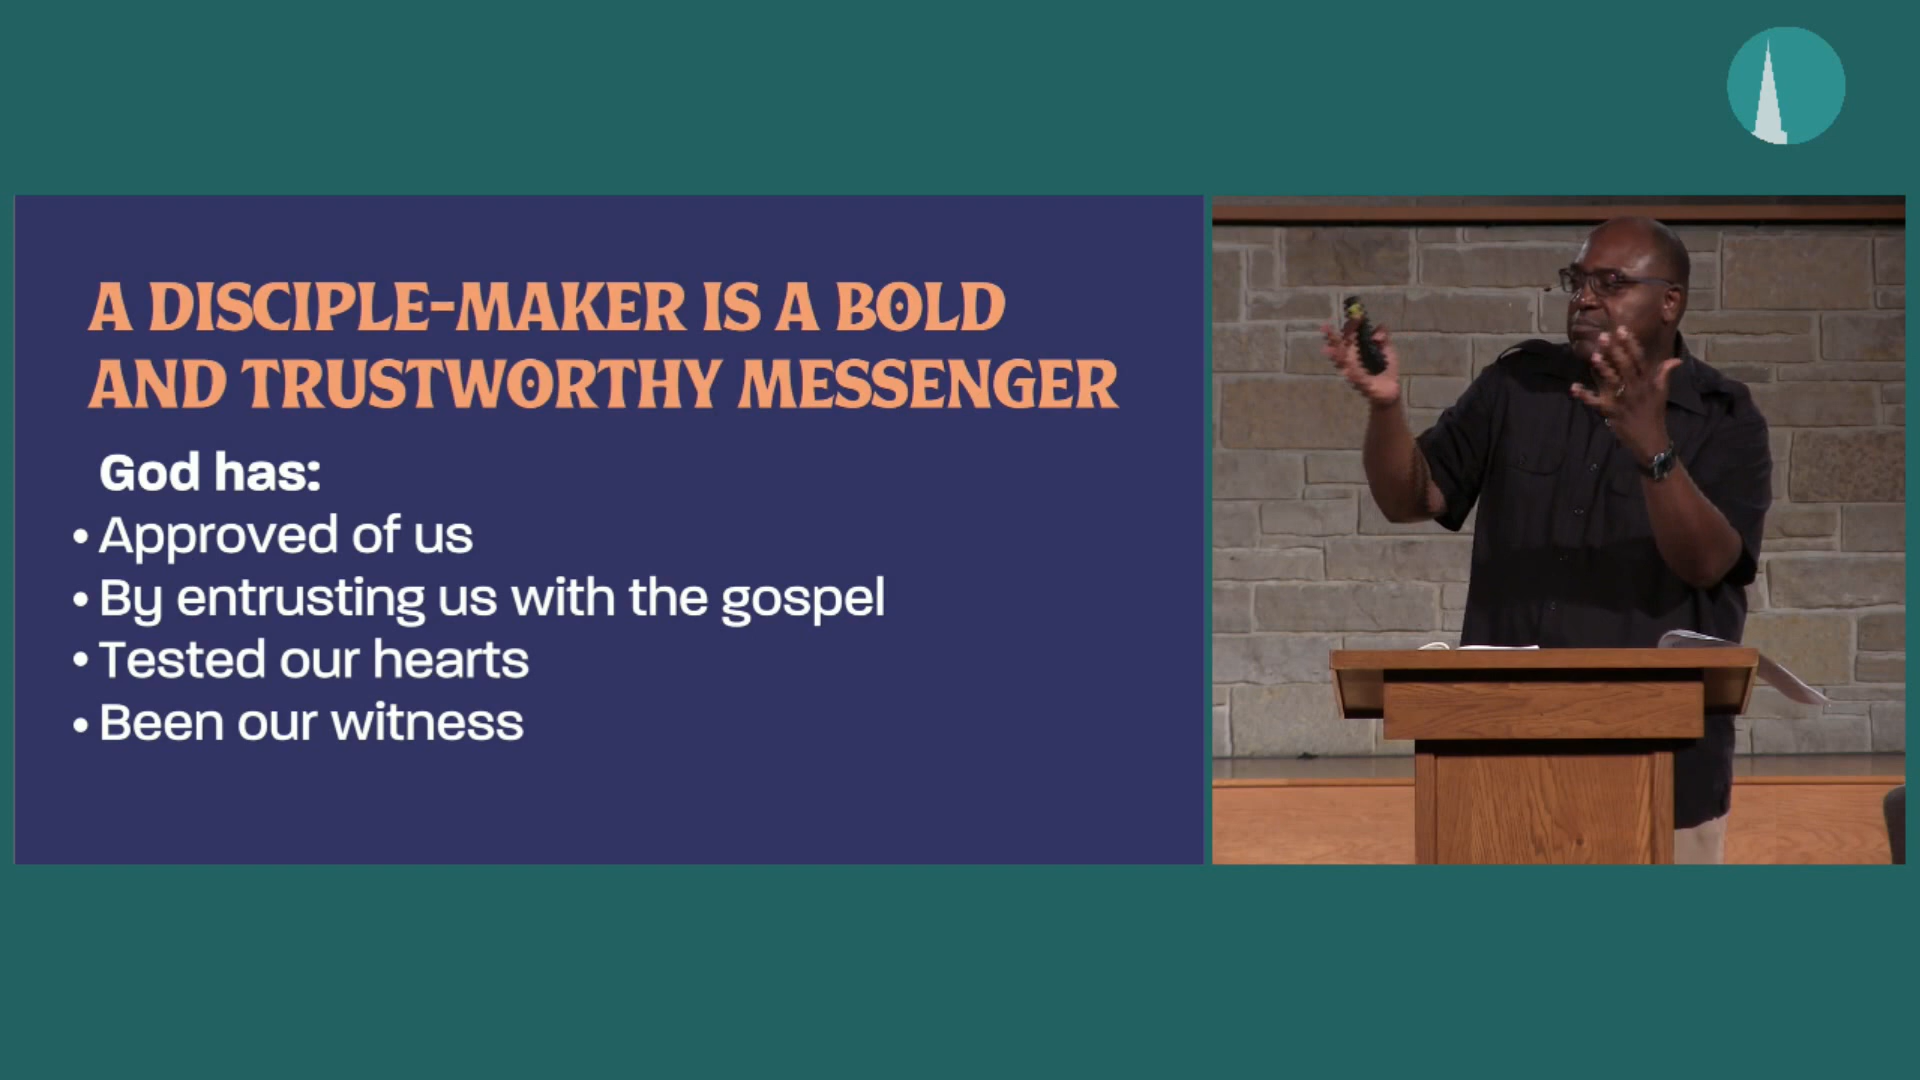 A DISCIPLE-MAKER IS A BOLD
AND TRUSTWORTHY MESSENGER
God has:
• Approved of us
• By entrusting us with the gospel
• Tested our hearts
• Been our witness